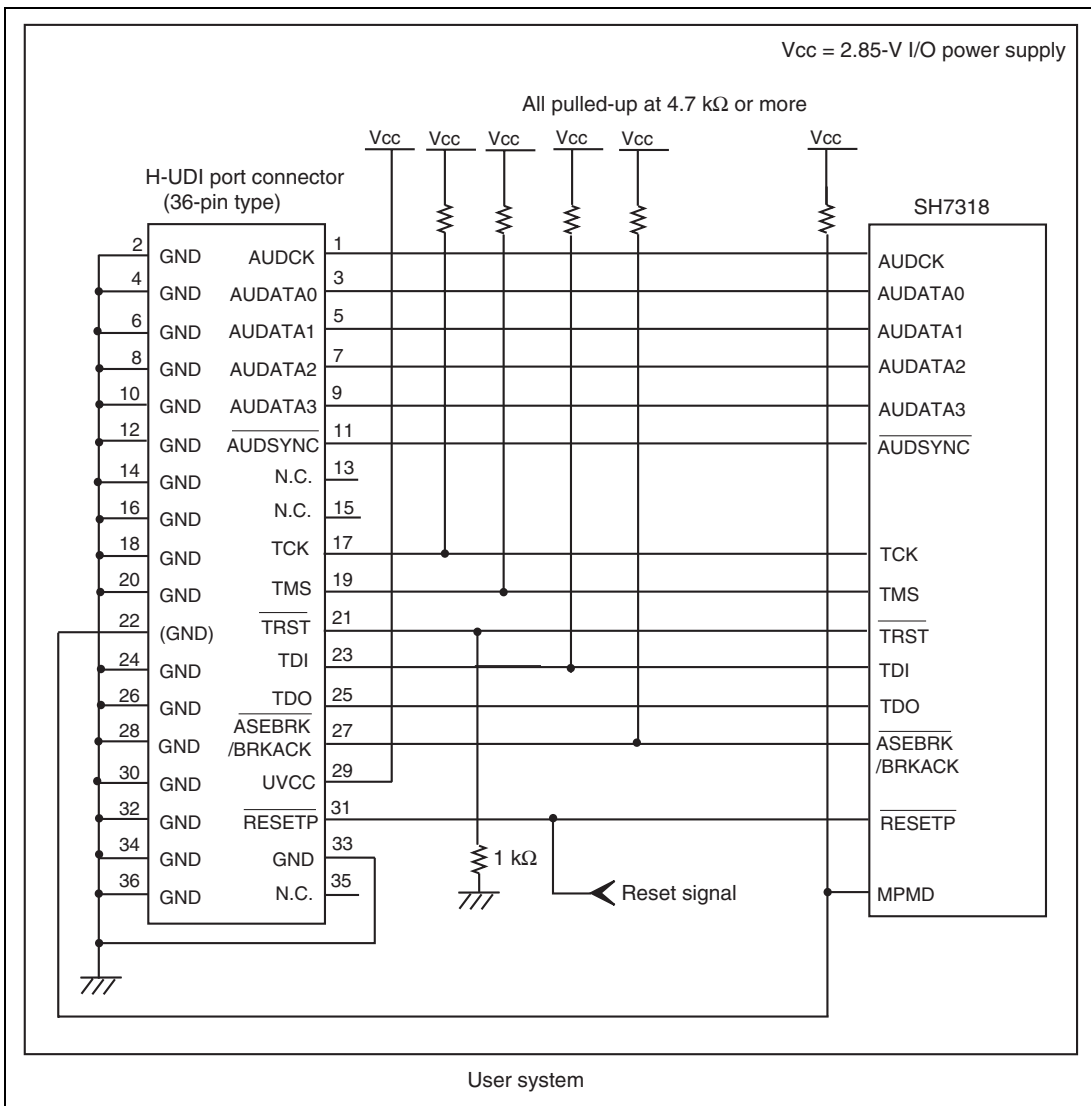 Vcc = 2.85-V I/O power supply
All pulled-up at 4.7 kΩ or more
Vcc Vcc Vcc Vcc Vcc Vcc
H-UDI port connector
(36-pin type)
SH7318
2 GND AUDCK 1 AUDCK
4 GND AUDATA0 3 AUDATA0
6 GND AUDATA1 5 AUDATA1
8 GND AUDATA2 7 AUDATA2
10 GND AUDATA3 9 AUDATA3
12 GND AUDSYNC 11 AUDSYNC
14 GND N.C. 13
16 GND N.C. 15
18 GND TCK 17 TCK
20 GND TMS 19 TMS
22 (GND) TRST 21 TRST
24 GND TDI 23 TDI
26 GND TDO 25 TDO
28 GND ASEBRK 27 ASEBRK
/BRKACK /BRKACK
30 GND UVCC 29
32 GND RESETP 31 RESETP
34 GND GND 33 1 kΩ
36 GND N.C. 35 Reset signal MPMD
User system